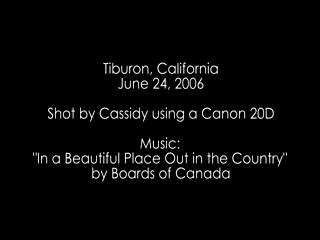 Tiburon, California
June 24, 2006
Shot by Cassidy using a Canon 20D
Music:
"In a Beautiful Place Out in the Country"
by Boards of Canada